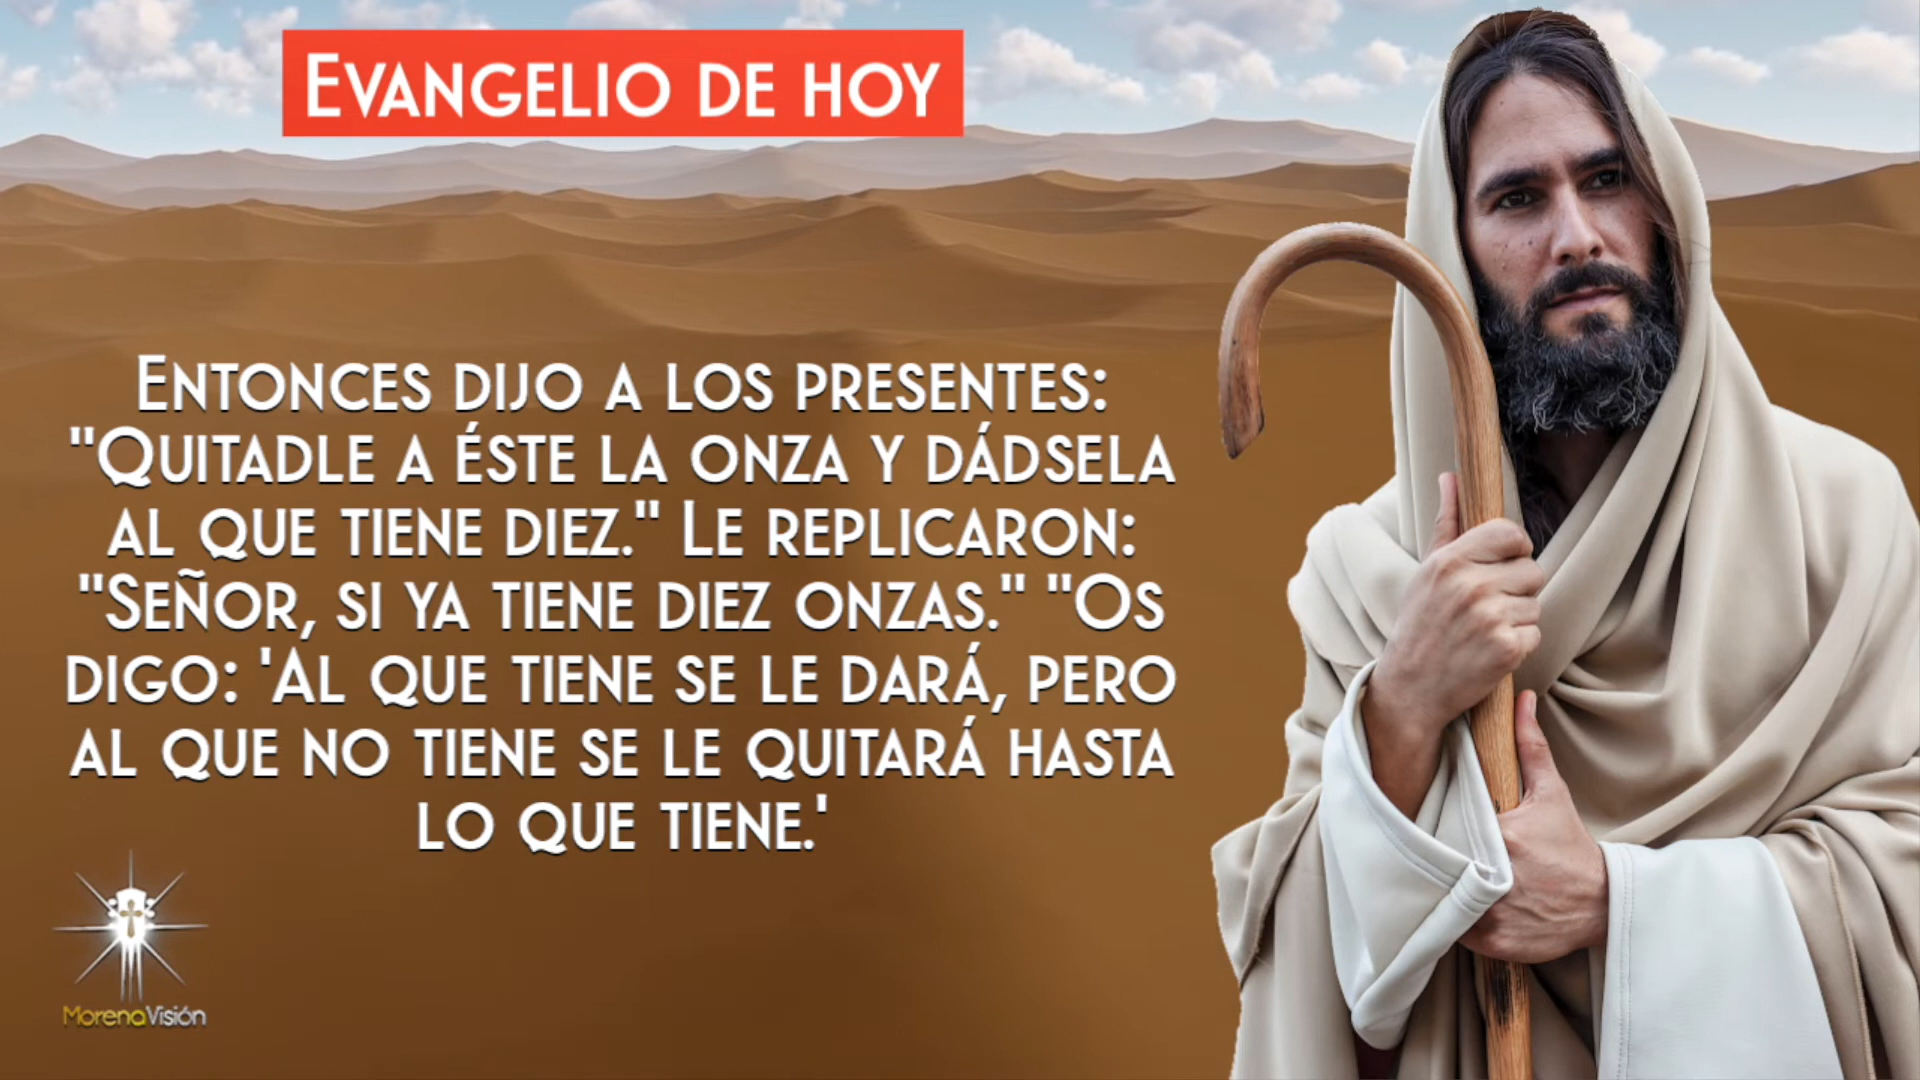 Evangelio de hoy
Entonces dijo a los presentes:
"Quitadle a éste la onza y dádsela
al que tiene diez." Le replicaron:
"Señor, si ya tiene diez onzas." "Os
digo: 'Al que tiene se le dará, pero
al que no tiene se le quitará hasta
lo que tiene.'
MorenaVisión